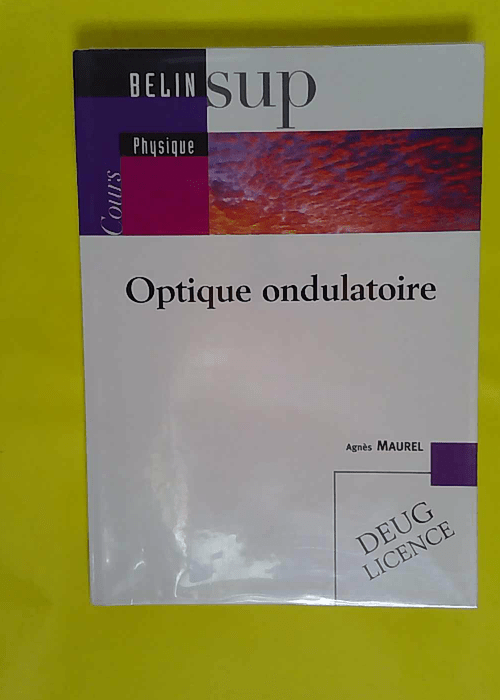 BELIN sup
Physique
Cours
Optique ondulatoire
Agnès MAUREL
DEUG
LICENCE